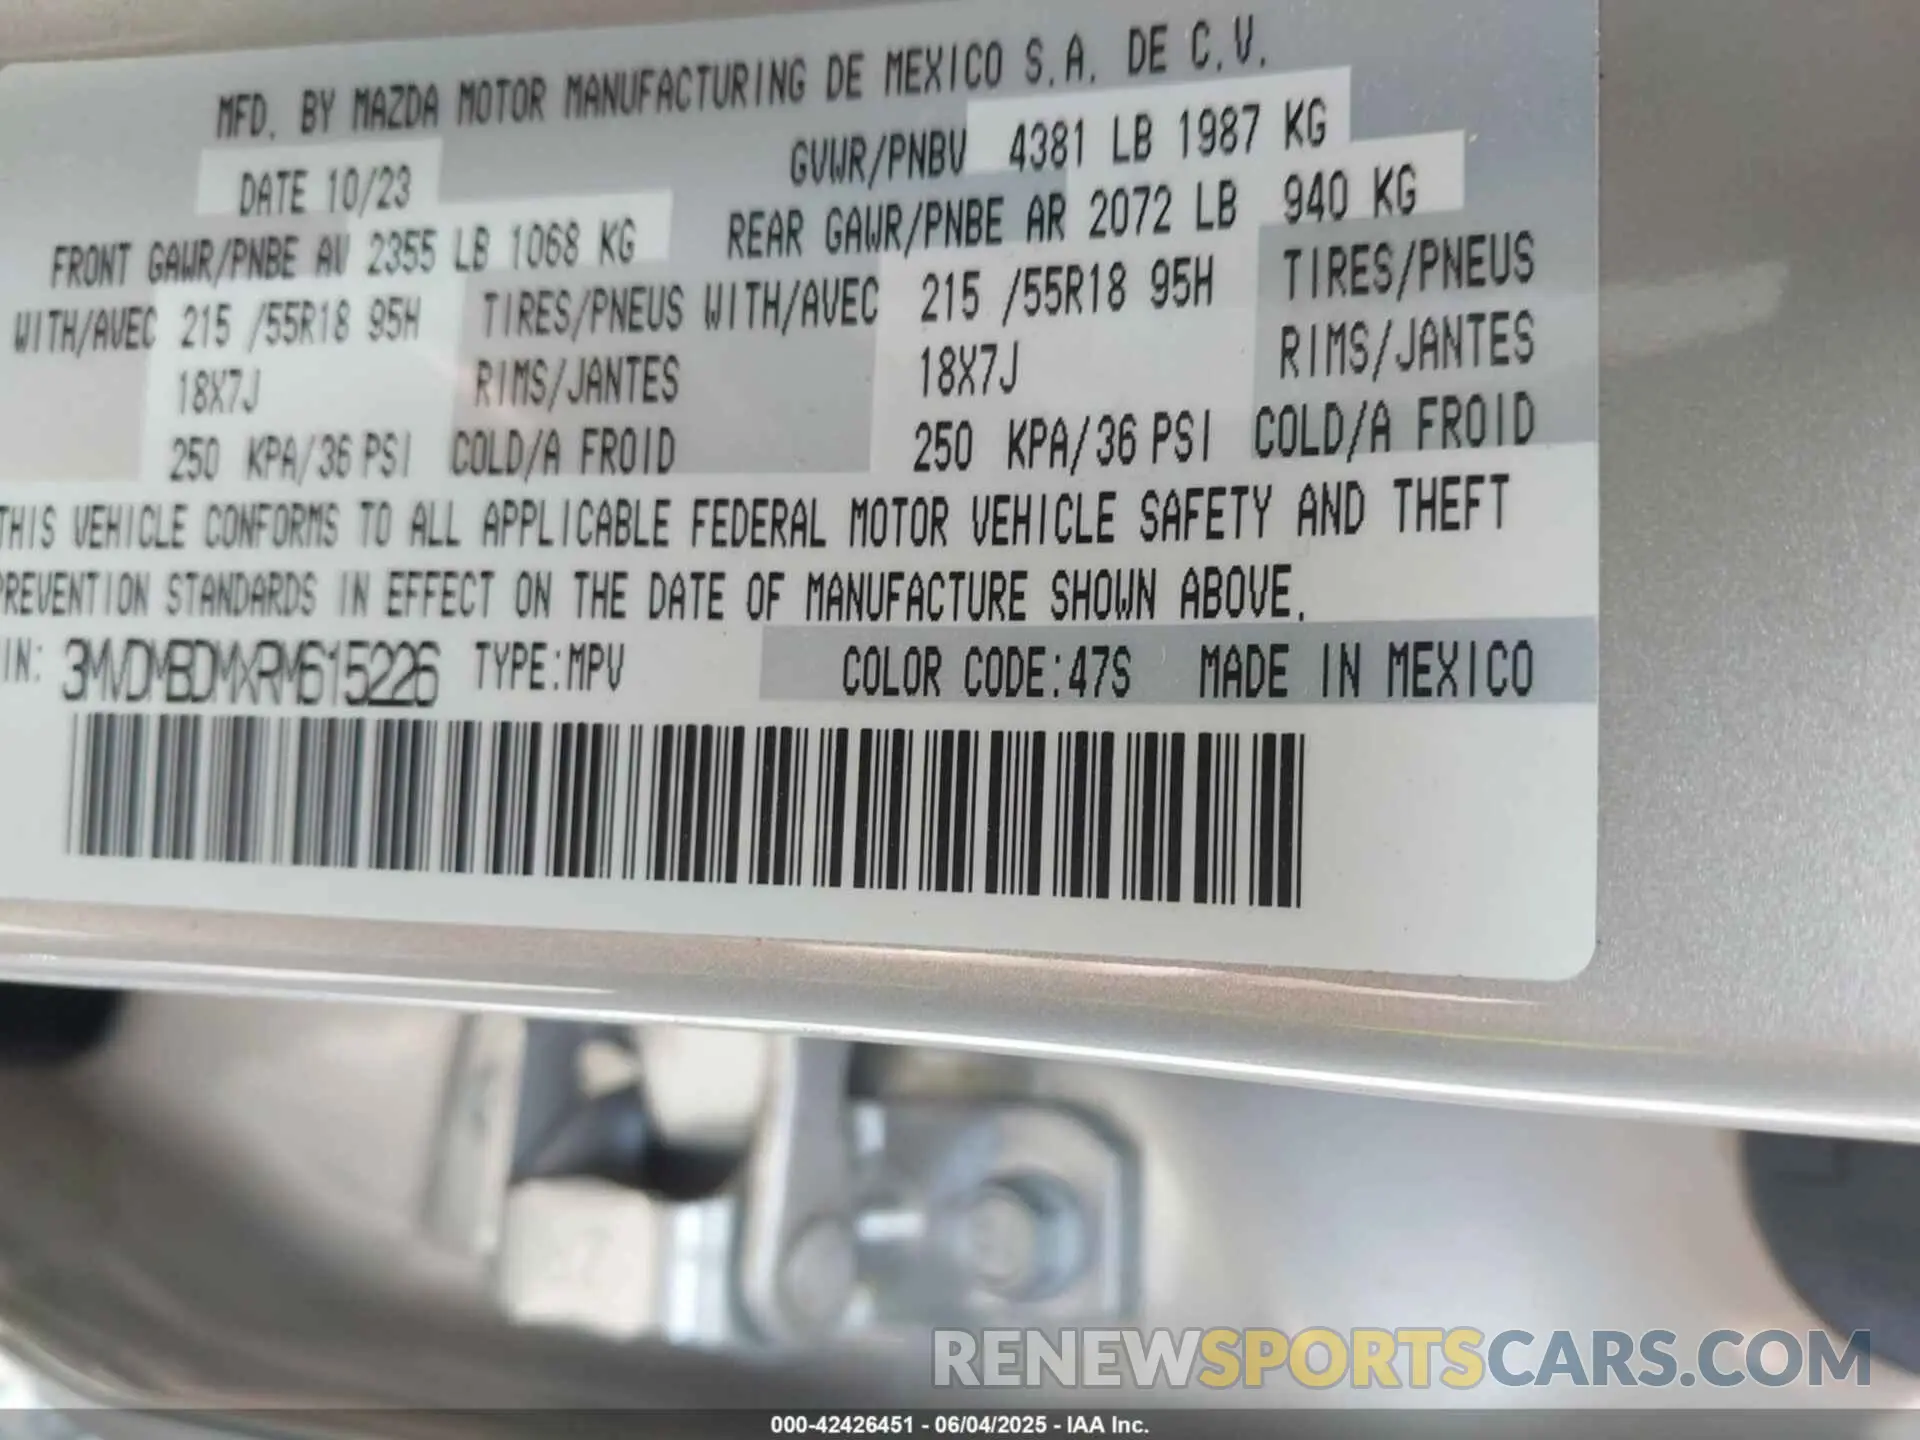 MFD. BY MAZDA MOTOR MANUFACTURING DE MEXICO S.A. DE C.V.
DATE 10/23 GVWR/PNBV 4381 LB 1987 KG
FRONT GAWR/PNBE AV 2355 LB 1068 KG REAR GAWR/PNBE AR 2072 LB 940 KG
WITH/AVEC 215 /55R18 95H TIRES/PNEUS WITH/AVEC 215 /55R18 95H TIRES/PNEUS
18X7J RIMS/JANTES 18X7J RIMS/JANTES
250 KPA/36 PSI COLD/A FROID 250 KPA/36 PSI COLD/A FROID
THIS VEHICLE CONFORMS TO ALL APPLICABLE FEDERAL MOTOR VEHICLE SAFETY AND THEFT
PREVENTION STANDARDS IN EFFECT ON THE DATE OF MANUFACTURE SHOWN ABOVE.
IN: 3MVDMBDMXRM615226 TYPE:MPV COLOR CODE:47S MADE IN MEXICO
RENEWSPORTSCARS.COM
000-42426451 - 06/04/2025 - IAA Inc.